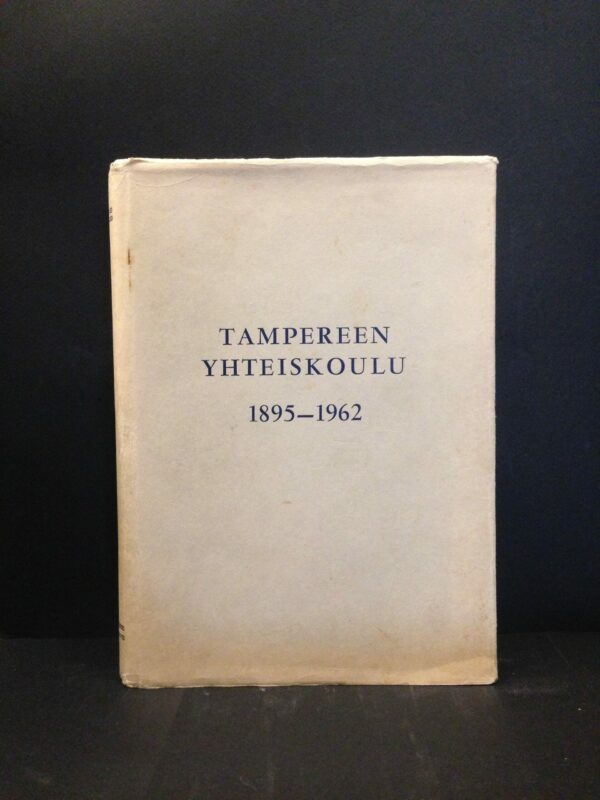 TAMPEREEN
YHTEISKOULU
1895—1962